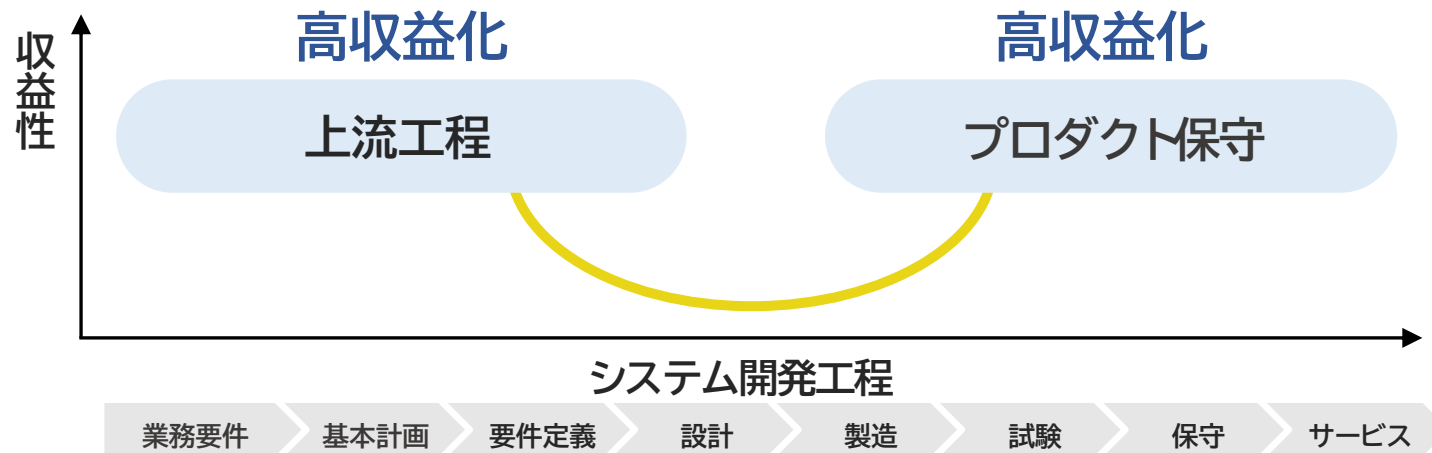 高収益化
高収益化
収益性
上流工程
プロダクト保守
システム開発工程
業務要件
基本計画
要件定義
設計
製造
試験
保守
サービス